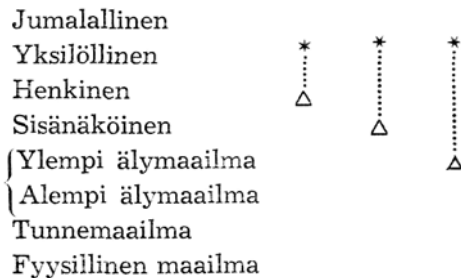 Jumalallinen
Yksilöllinen
Henkinen
Sisänäköinen
Ylempi älymaailma
Alempi älymaailma
Tunnemaailma
Fyysillinen maailma